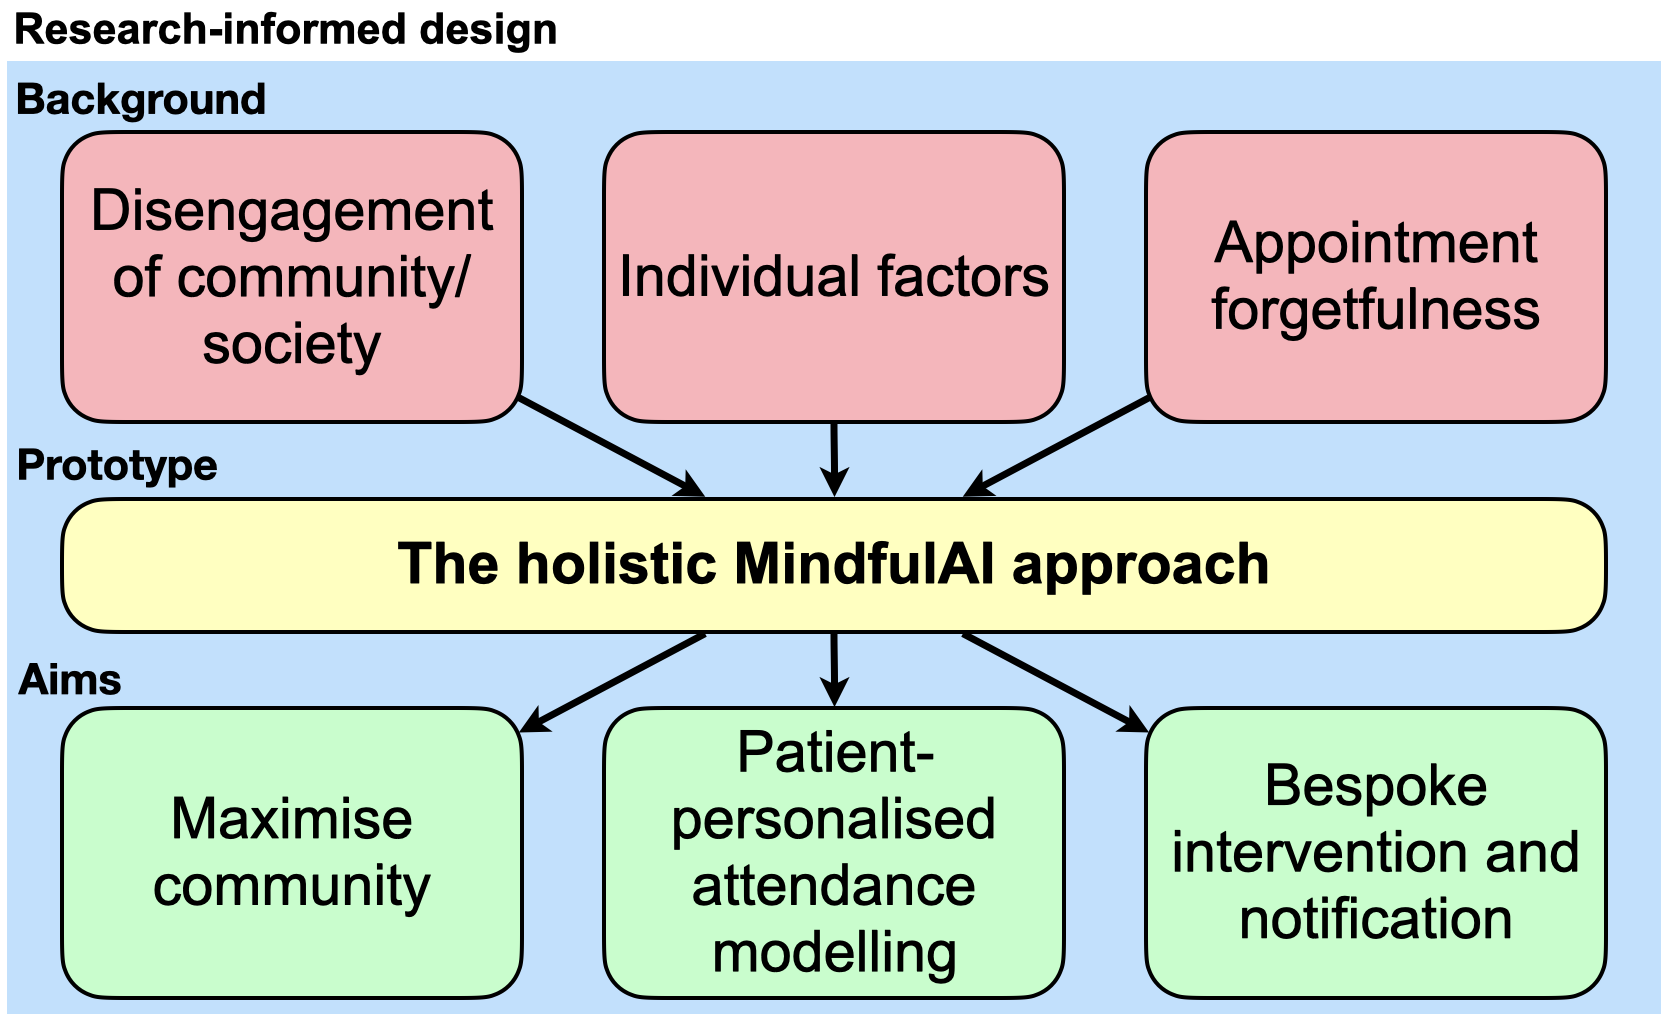 Research-informed design
Background
Disengagement
of community/
society
Individual factors
Appointment
forgetfulness
Prototype
The holistic MindfulAI approach
Aims
Maximise
community
Patient-
personalised
attendance
modelling
Bespoke
intervention and
notification